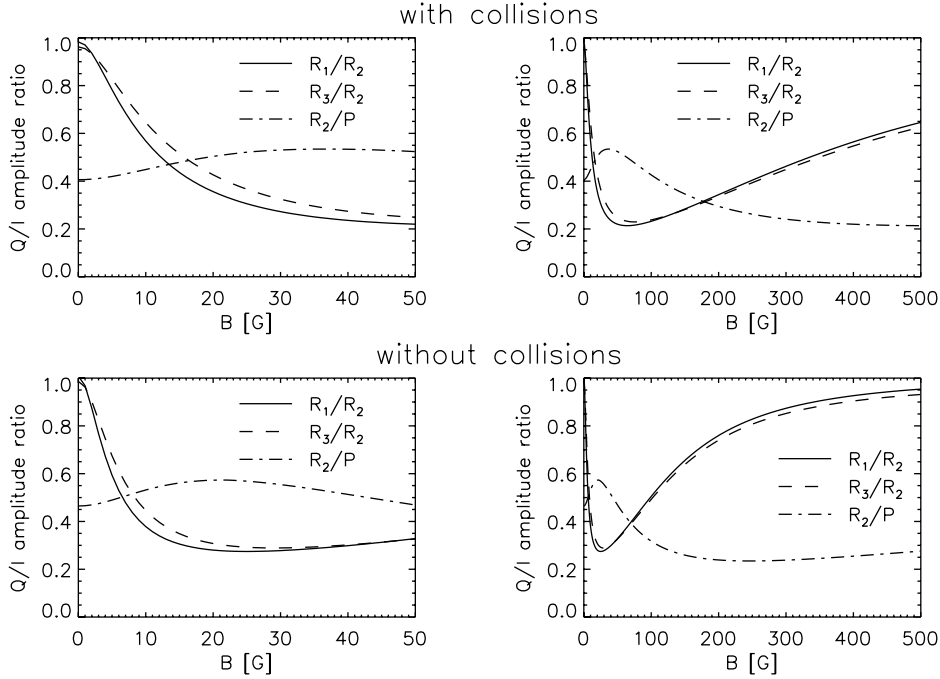 with collisions
Q/I amplitude ratio
1.0
0.8
0.6
0.4
0.2
0.0
R₁/R₂
R₃/R₂
R₂/P
0 10 20 30 40 50
B [G]
Q/I amplitude ratio
1.0
0.8
0.6
0.4
0.2
0.0
R₁/R₂
R₃/R₂
R₂/P
0 100 200 300 400 500
B [G]
without collisions
Q/I amplitude ratio
1.0
0.8
0.6
0.4
0.2
0.0
R₁/R₂
R₃/R₂
R₂/P
0 10 20 30 40 50
B [G]
Q/I amplitude ratio
1.0
0.8
0.6
0.4
0.2
0.0
R₁/R₂
R₃/R₂
R₂/P
0 100 200 300 400 500
B [G]